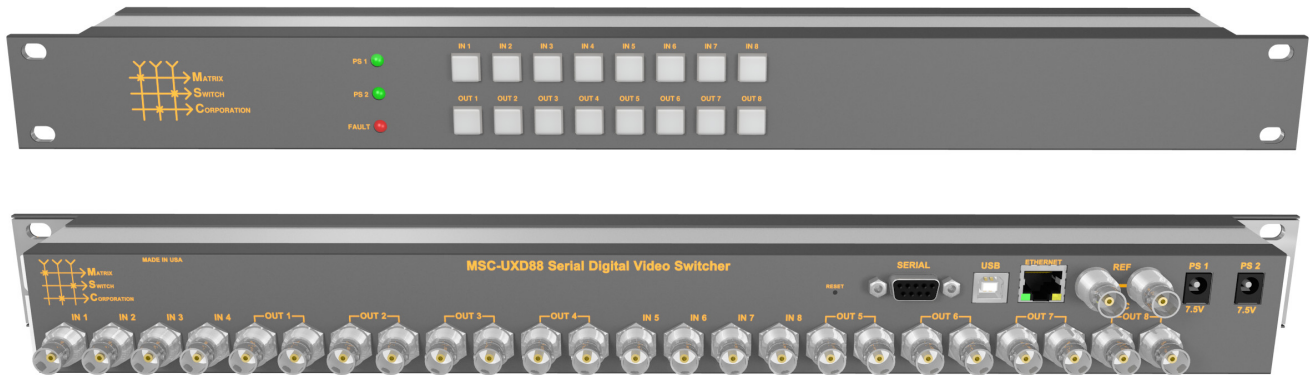 MATRIX
SWITCH
CORPORATION
PS 1
PS 2
FAULT
IN 1 IN 2 IN 3 IN 4 IN 5 IN 6 IN 7 IN 8
OUT 1 OUT 2 OUT 3 OUT 4 OUT 5 OUT 6 OUT 7 OUT 8
MADE IN USA
MATRIX
SWITCH
CORPORATION
MSC-UXD88 Serial Digital Video Switcher
RESET
SERIAL
USB
ETHERNET
REF
PS 1
7.5V
PS 2
7.5V
IN 1 IN 2 IN 3 IN 4 OUT 1 OUT 2 OUT 3 OUT 4 IN 5 IN 6 IN 7 IN 8 OUT 5 OUT 6 OUT 7 OUT 8